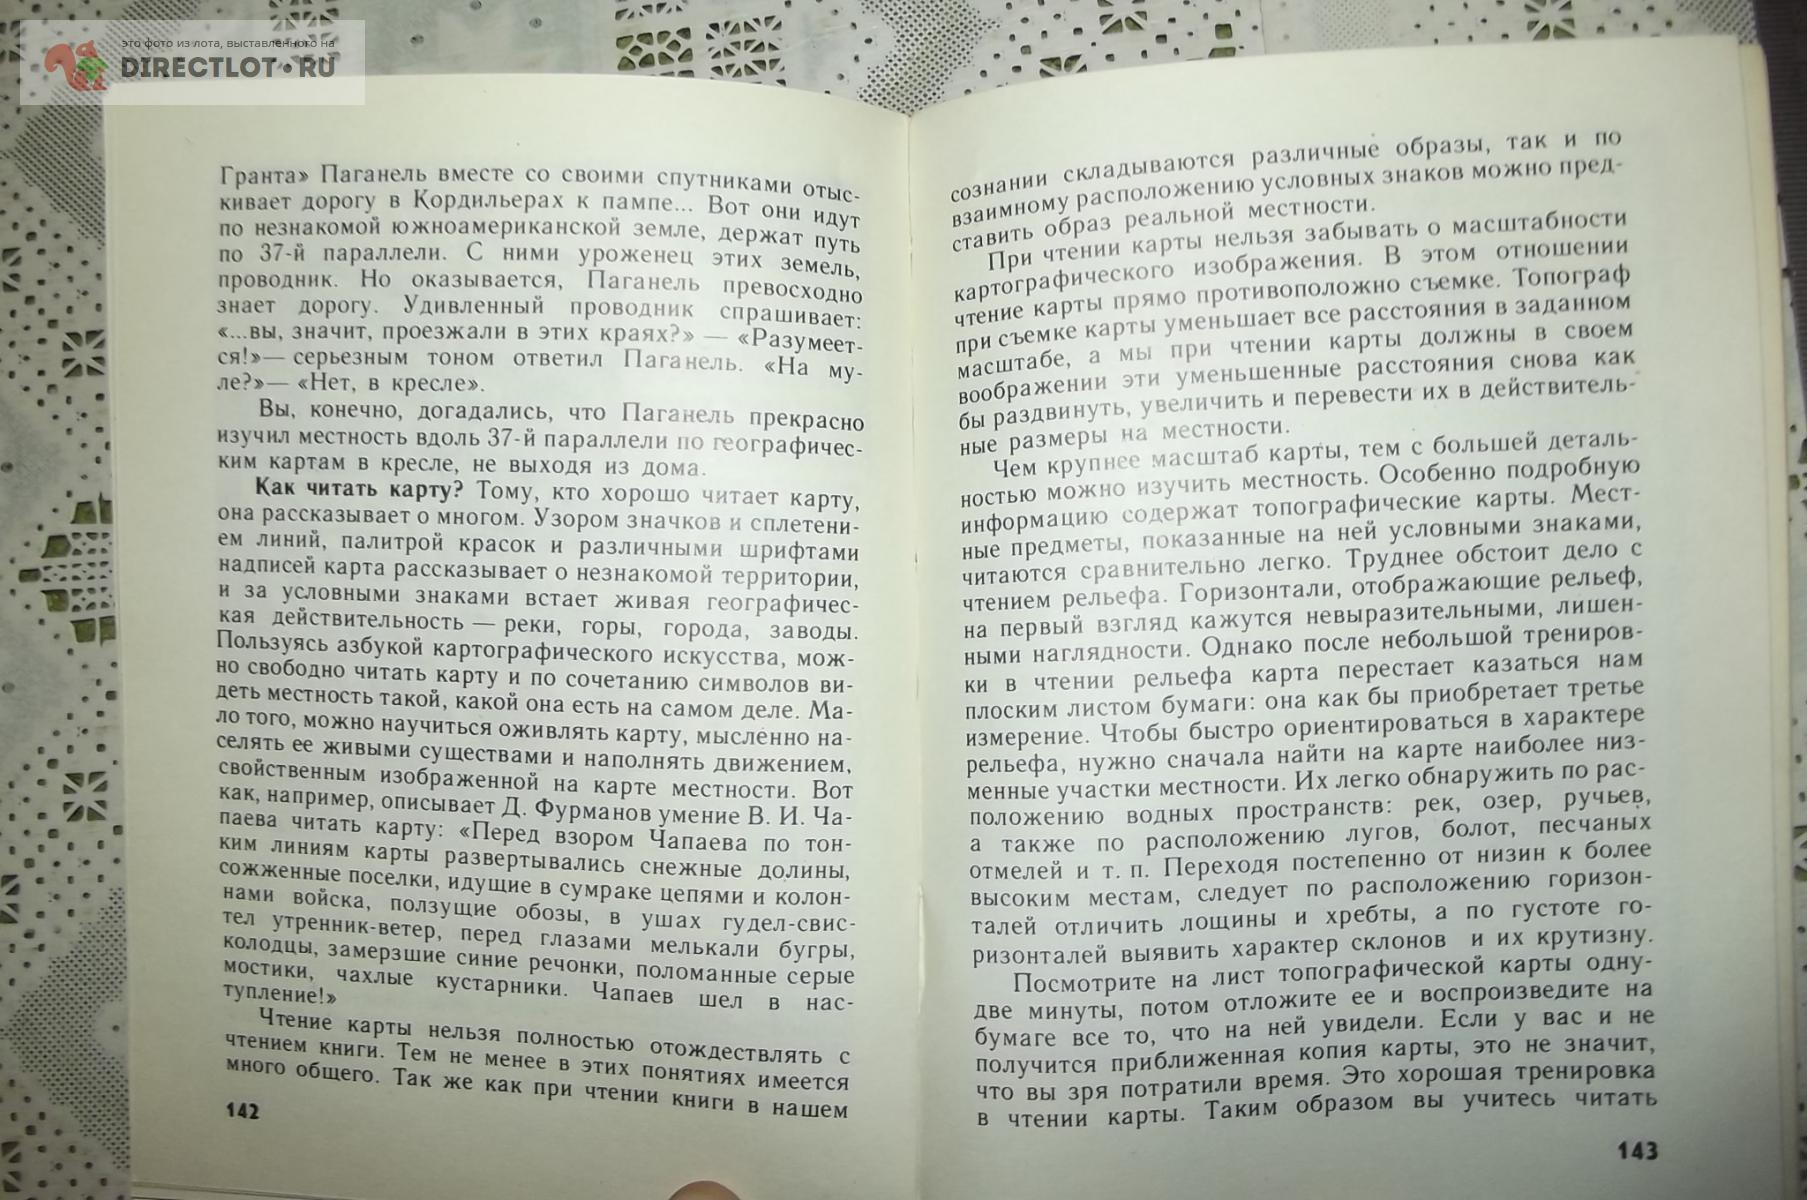 это фото из лота, выставленного на
DIRECTLOT.RU
Гранта» Паганель вместе со своими спутниками отыс-
кивает дорогу в Кордильерах к пампе... Вот они идут
по незнакомой южноамериканской земле, держат путь
по 37-й параллели. С ними уроженец этих земель,
проводник. Но оказывается, Паганель превосходно
знает дорогу. Удивленный проводник спрашивает:
«...вы, значит, проезжали в этих краях?» — «Разумеет-
ся!»— серьезным тоном ответил Паганель. «На му-
ле?»— «Нет, в кресле».
Вы, конечно, догадались, что Паганель прекрасно
изучил местность вдоль 37-й параллели по географичес-
ким картам в кресле, не выходя из дома.
Как читать карту? Тому, кто хорошо читает карту,
она рассказывает о многом. Узором значков и сплетени-
ем линий, палитрой красок и различными шрифтами
надписей карта рассказывает о незнакомой территории,
и за условными знаками встает живая географичес-
кая действительность — реки, горы, города, заводы.
Пользуясь азбукой картографического искусства, мож-
но свободно читать карту и по сочетанию символов ви-
деть местность такой, какой она есть на самом деле. Ма-
ло того, можно научиться оживлять карту, мысленно на-
селять ее живыми существами и наполнять движением,
свойственным изображенной на карте местности. Вот
как, например, описывает Д. Фурманов умение В. И. Ча-
паева читать карту: «Перед взором Чапаева по тон-
ким линиям карты развертывались снежные долины,
сожженные поселки, идущие в сумраке цепями и колон-
нами войска, ползущие обозы, в ушах гудел-свис-
тел утренник-ветер, перед глазами мелькали бугры,
колодцы, замерзшие синие речонки, поломанные серые
мостики, чахлые кустарники. Чапаев шел в нас-
тупление!»
Чтение карты нельзя полностью отождествлять с
чтением книги. Тем не менее в этих понятиях имеется
много общего. Так же как при чтении книги в нашем
142
сознании складываются различные образы, так и по
взаимному расположению условных знаков можно пред-
ставить образ реальной местности.
При чтении карты нельзя забывать о масштабности
картографического изображения. В этом отношении
чтение карты прямо противоположно съемке. Топограф
при съемке карты уменьшает все расстояния в заданном
масштабе, а мы при чтении карты должны в своем
воображении эти уменьшенные расстояния снова как
бы раздвинуть, увеличить и перевести их в действитель-
ные размеры на местности.
Чем крупнее масштаб карты, тем с большей деталь-
ностью можно изучить местность. Особенно подробную
информацию содержат топографические карты. Мест-
ные предметы, показанные на ней условными знаками,
читаются сравнительно легко. Труднее обстоит дело с
чтением рельефа. Горизонтали, отображающие рельеф,
на первый взгляд кажутся невыразительными, лишен-
ными наглядности. Однако после небольшой трениров-
ки в чтении рельефа карта перестает казаться нам
плоским листом бумаги: она как бы приобретает третье
измерение. Чтобы быстро ориентироваться в характере
рельефа, нужно сначала найти на карте наиболее низ-
менные участки местности. Их легко обнаружить по рас-
положению водных пространств: рек, озер, ручьев,
а также по расположению лугов, болот, песчаных
отмелей и т. п. Переходя постепенно от низин к более
высоким местам, следует по расположению горизон-
талей отличить лощины и хребты, а по густоте го-
ризонталей выявить характер склонов и их крутизну.
Посмотрите на лист топографической карты одну-
две минуты, потом отложите ее и воспроизведите на
бумаге все то, что на ней увидели. Если у вас и не
получится приближенная копия карты, это не значит,
что вы зря потратили время. Это хорошая тренировка
в чтении карты. Таким образом вы учитесь читать
143